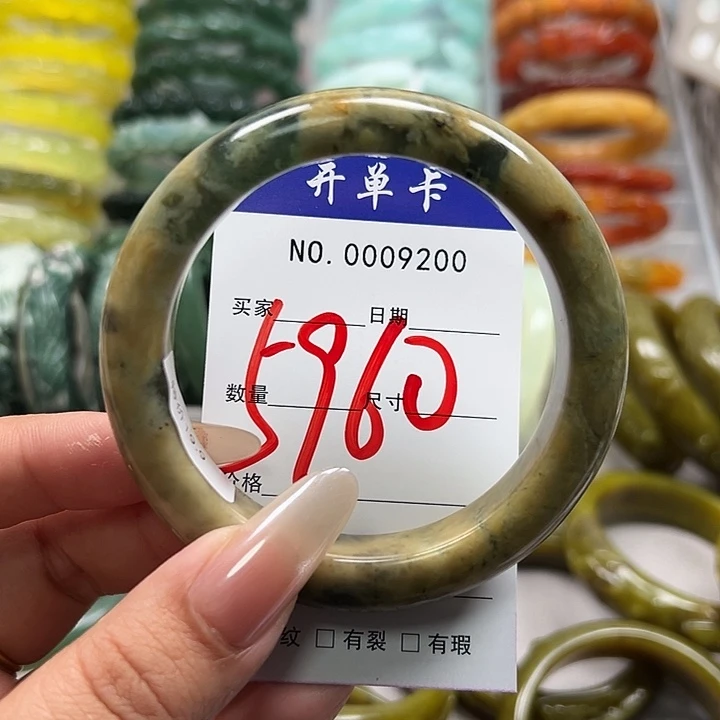 开单卡
NO. 0009200
买家 日期
5960
数量 尺寸
价格
纹 □ 有裂 □ 有瑕